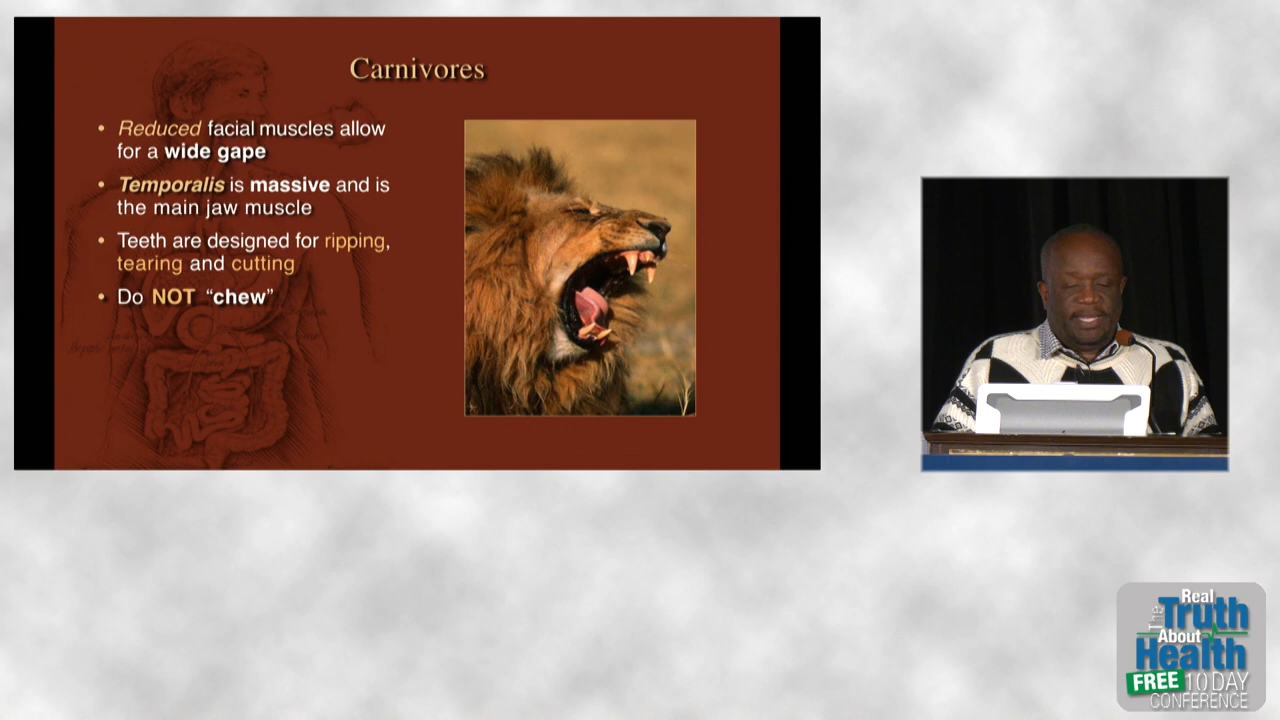 Carnivores
• Reduced facial muscles allow
for a wide gape
• Temporalis is massive and is
the main jaw muscle
• Teeth are designed for ripping,
tearing and cutting
• Do NOT “chew”
The Real
Truth
About
Health
FREE 10 DAY
CONFERENCE